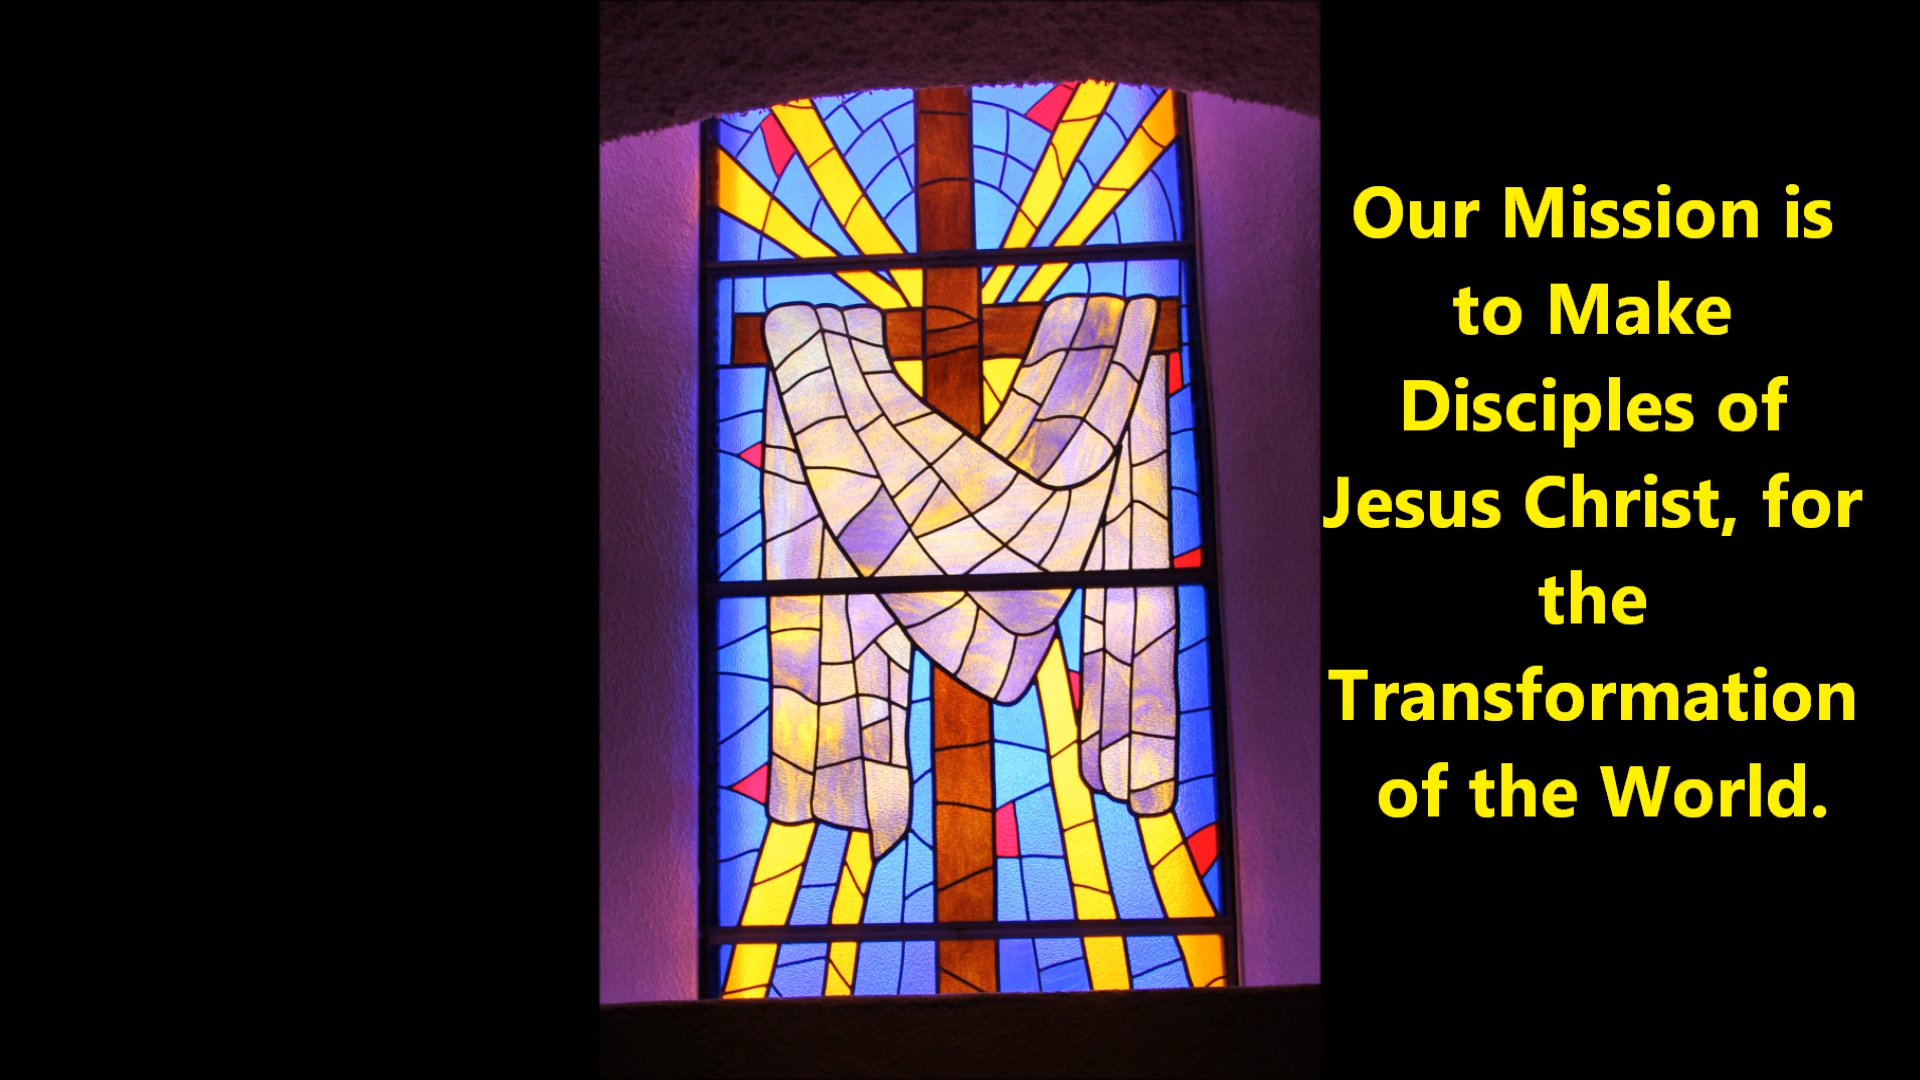 Our Mission is
to Make
Disciples of
Jesus Christ, for
the
Transformation
of the World.